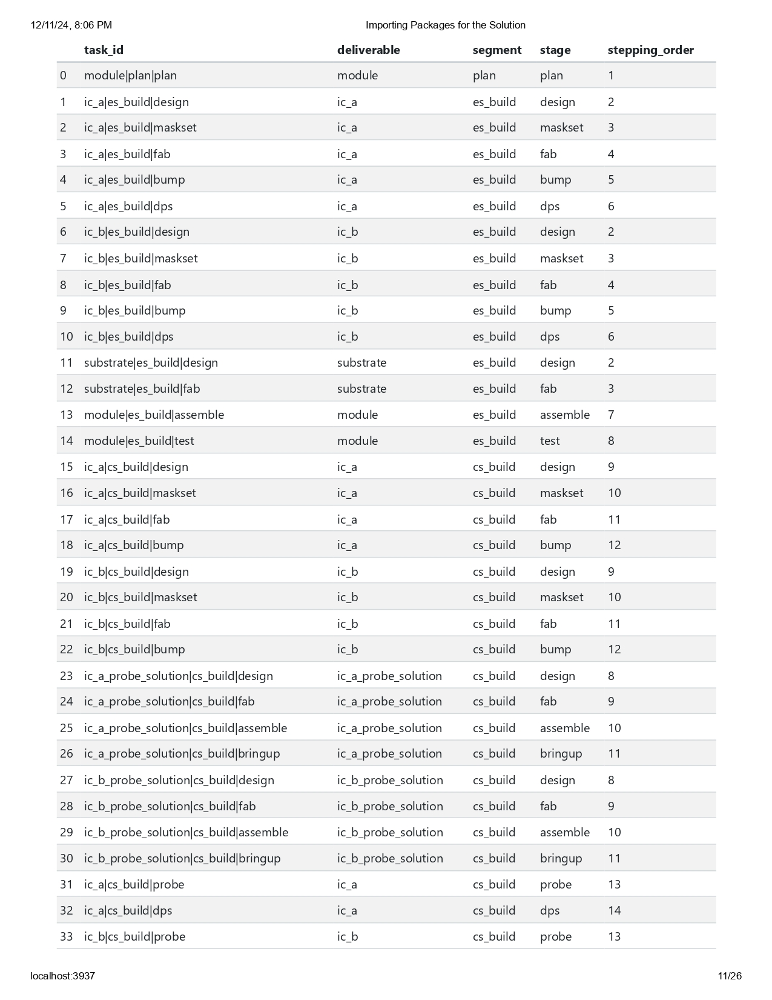 12/11/24, 8:06 PM Importing Packages for the Solution
task_id deliverable segment stage stepping_order
0 module|plan|plan module plan plan 1
1 ic_a|es_build|design ic_a es_build design 2
2 ic_a|es_build|maskset ic_a es_build maskset 3
3 ic_a|es_build|fab ic_a es_build fab 4
4 ic_a|es_build|bump ic_a es_build bump 5
5 ic_a|es_build|dps ic_a es_build dps 6
6 ic_b|es_build|design ic_b es_build design 2
7 ic_b|es_build|maskset ic_b es_build maskset 3
8 ic_b|es_build|fab ic_b es_build fab 4
9 ic_b|es_build|bump ic_b es_build bump 5
10 ic_b|es_build|dps ic_b es_build dps 6
11 substrate|es_build|design substrate es_build design 2
12 substrate|es_build|fab substrate es_build fab 3
13 module|es_build|assemble module es_build assemble 7
14 module|es_build|test module es_build test 8
15 ic_a|cs_build|design ic_a cs_build design 9
16 ic_a|cs_build|maskset ic_a cs_build maskset 10
17 ic_a|cs_build|fab ic_a cs_build fab 11
18 ic_a|cs_build|bump ic_a cs_build bump 12
19 ic_b|cs_build|design ic_b cs_build design 9
20 ic_b|cs_build|maskset ic_b cs_build maskset 10
21 ic_b|cs_build|fab ic_b cs_build fab 11
22 ic_b|cs_build|bump ic_b cs_build bump 12
23 ic_a_probe_solution|cs_build|design ic_a_probe_solution cs_build design 8
24 ic_a_probe_solution|cs_build|fab ic_a_probe_solution cs_build fab 9
25 ic_a_probe_solution|cs_build|assemble ic_a_probe_solution cs_build assemble 10
26 ic_a_probe_solution|cs_build|bringup ic_a_probe_solution cs_build bringup 11
27 ic_b_probe_solution|cs_build|design ic_b_probe_solution cs_build design 8
28 ic_b_probe_solution|cs_build|fab ic_b_probe_solution cs_build fab 9
29 ic_b_probe_solution|cs_build|assemble ic_b_probe_solution cs_build assemble 10
30 ic_b_probe_solution|cs_build|bringup ic_b_probe_solution cs_build bringup 11
31 ic_a|cs_build|probe ic_a cs_build probe 13
32 ic_a|cs_build|dps ic_a cs_build dps 14
33 ic_b|cs_build|probe ic_b cs_build probe 13
localhost:3937 11/26